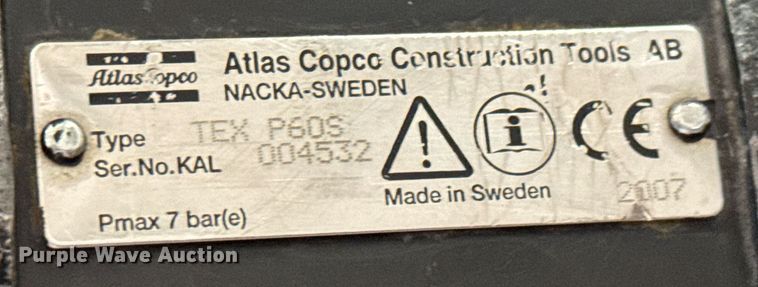 Atlas Copco
Atlas Copco Construction Tools AB
NACKA-SWEDEN
Type TEX P60S
Ser.No.KAL 004532
CE
Made in Sweden 2007
Pmax 7 bar(e)
Purple Wave Auction